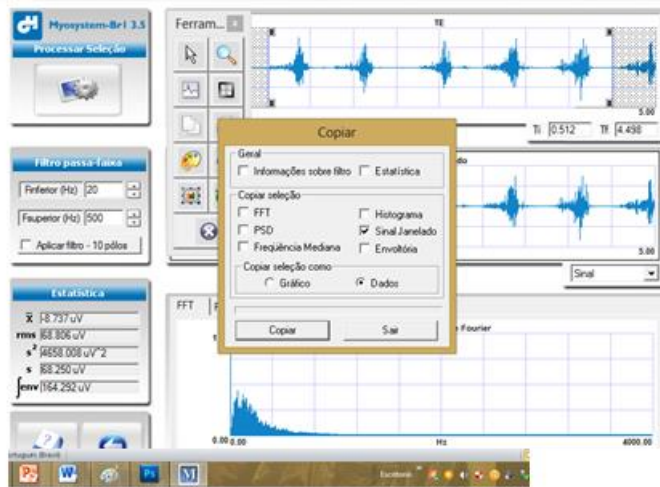 Myosystem-Br1 3.5
Processar Seleção
Ferram...
TE
5.00
Ti 0.512 Tf 4.498
Filtro passa-faixa
Finferior (Hz) 20
Fsuperior (Hz) 500
Aplicar filtro - 10 pólos
Copiar
Geral
Informações sobre filtro
Estatística
Copiar seleção
FFT
Histograma
PSD
Sinal Janelado
Freqüência Mediana
Envoltória
Copiar seleção como
Gráfico
Dados
Copiar
Sair
5.00
Sinal
Estatística
x -8.737 uV
rms 68.806 uV
s² 4658.008 uV^2
s 68.250 uV
∫env 164.292 uV
FFT
Fourier
0.00 0.00
Hz
4000.00